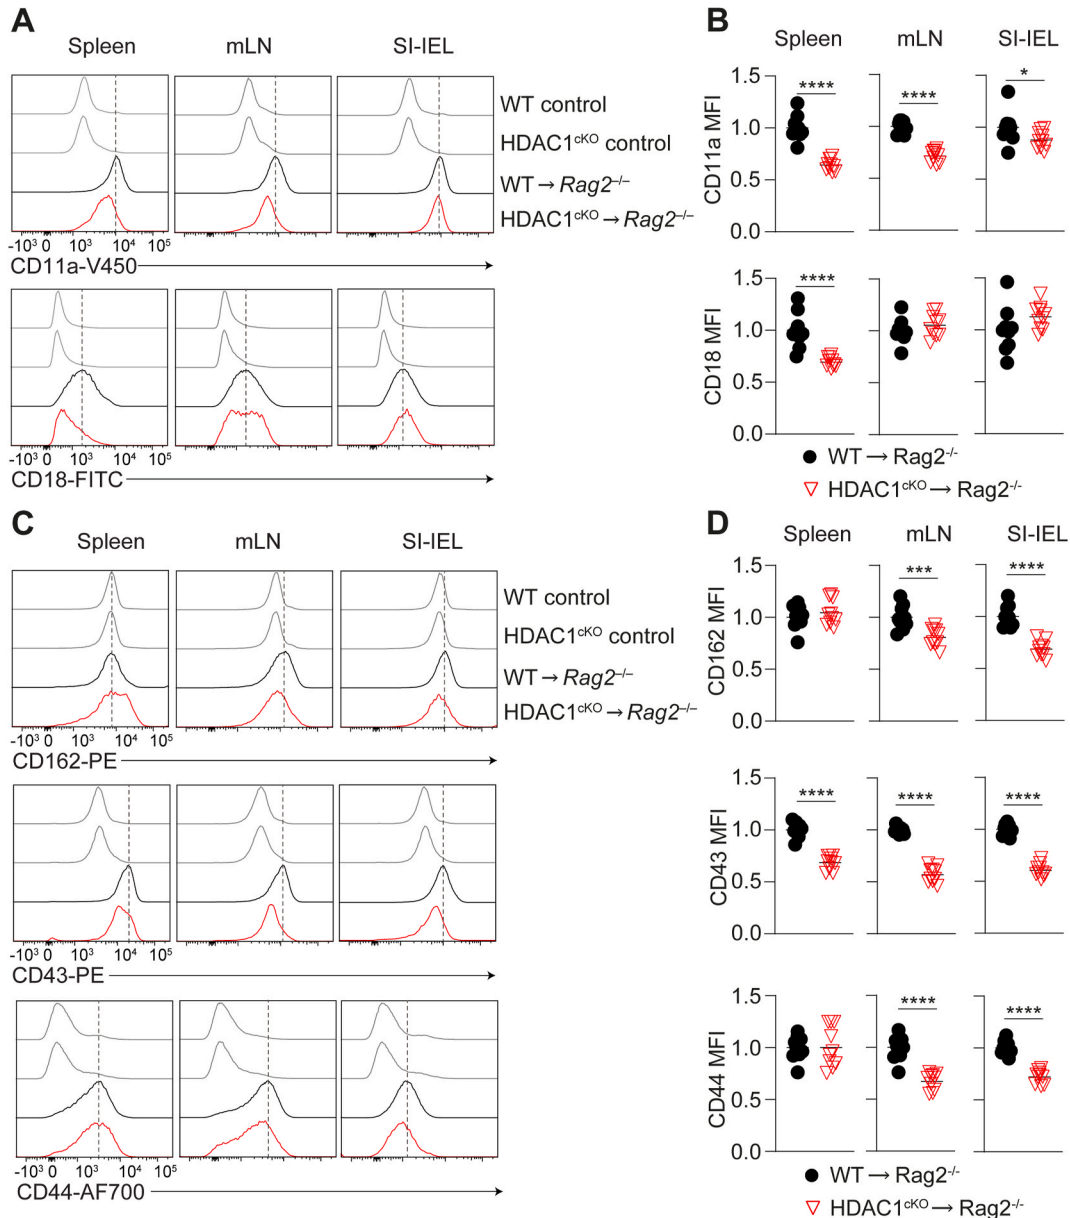 A
Spleen mLN SI-IEL
WT control
HDAC1cKO control
WT → Rag2–/–
HDAC1cKO → Rag2–/–
-10³ 0 10³ 10⁴ 10⁵
CD11a-V450
-10³ 0 10³ 10⁴ 10⁵
CD18-FITC
B
Spleen mLN SI-IEL
CD11a MFI
1.5
1.0
0.5
0.0
**** **** *
CD18 MFI
1.5
1.0
0.5
0.0
****
WT → Rag2-/-
HDAC1cKO → Rag2-/-
C
Spleen mLN SI-IEL
WT control
HDAC1cKO control
WT → Rag2–/–
HDAC1cKO → Rag2–/–
-10³ 0 10³ 10⁴ 10⁵
CD162-PE
-10³ 0 10³ 10⁴ 10⁵
CD43-PE
-10³ 0 10³ 10⁴ 10⁵
CD44-AF700
D
Spleen mLN SI-IEL
CD162 MFI
1.5
1.0
0.5
0.0
*** ****
CD43 MFI
1.5
1.0
0.5
0.0
**** **** ****
CD44 MFI
1.5
1.0
0.5
0.0
**** ****
WT → Rag2-/-
HDAC1cKO → Rag2-/-